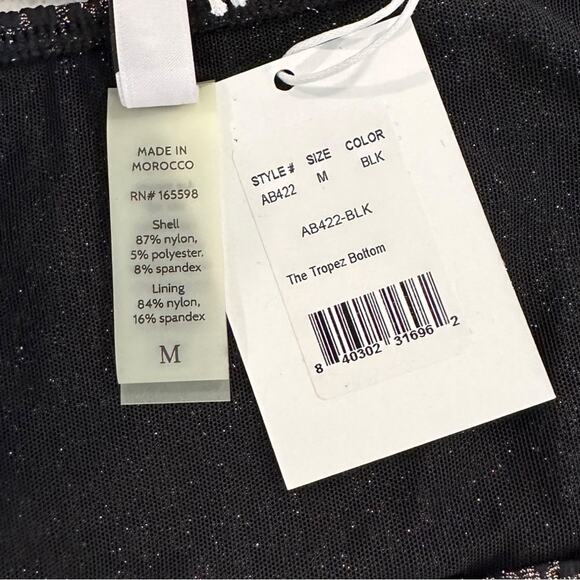 MADE IN
MOROCCO
RN# 165598
Shell
87% nylon,
5% polyester.
8% spandex
Lining
84% nylon,
16% spandex
M
STYLE # SIZE COLOR
AB422 M BLK
AB422-BLK
The Tropez Bottom
8 40302 31696 2